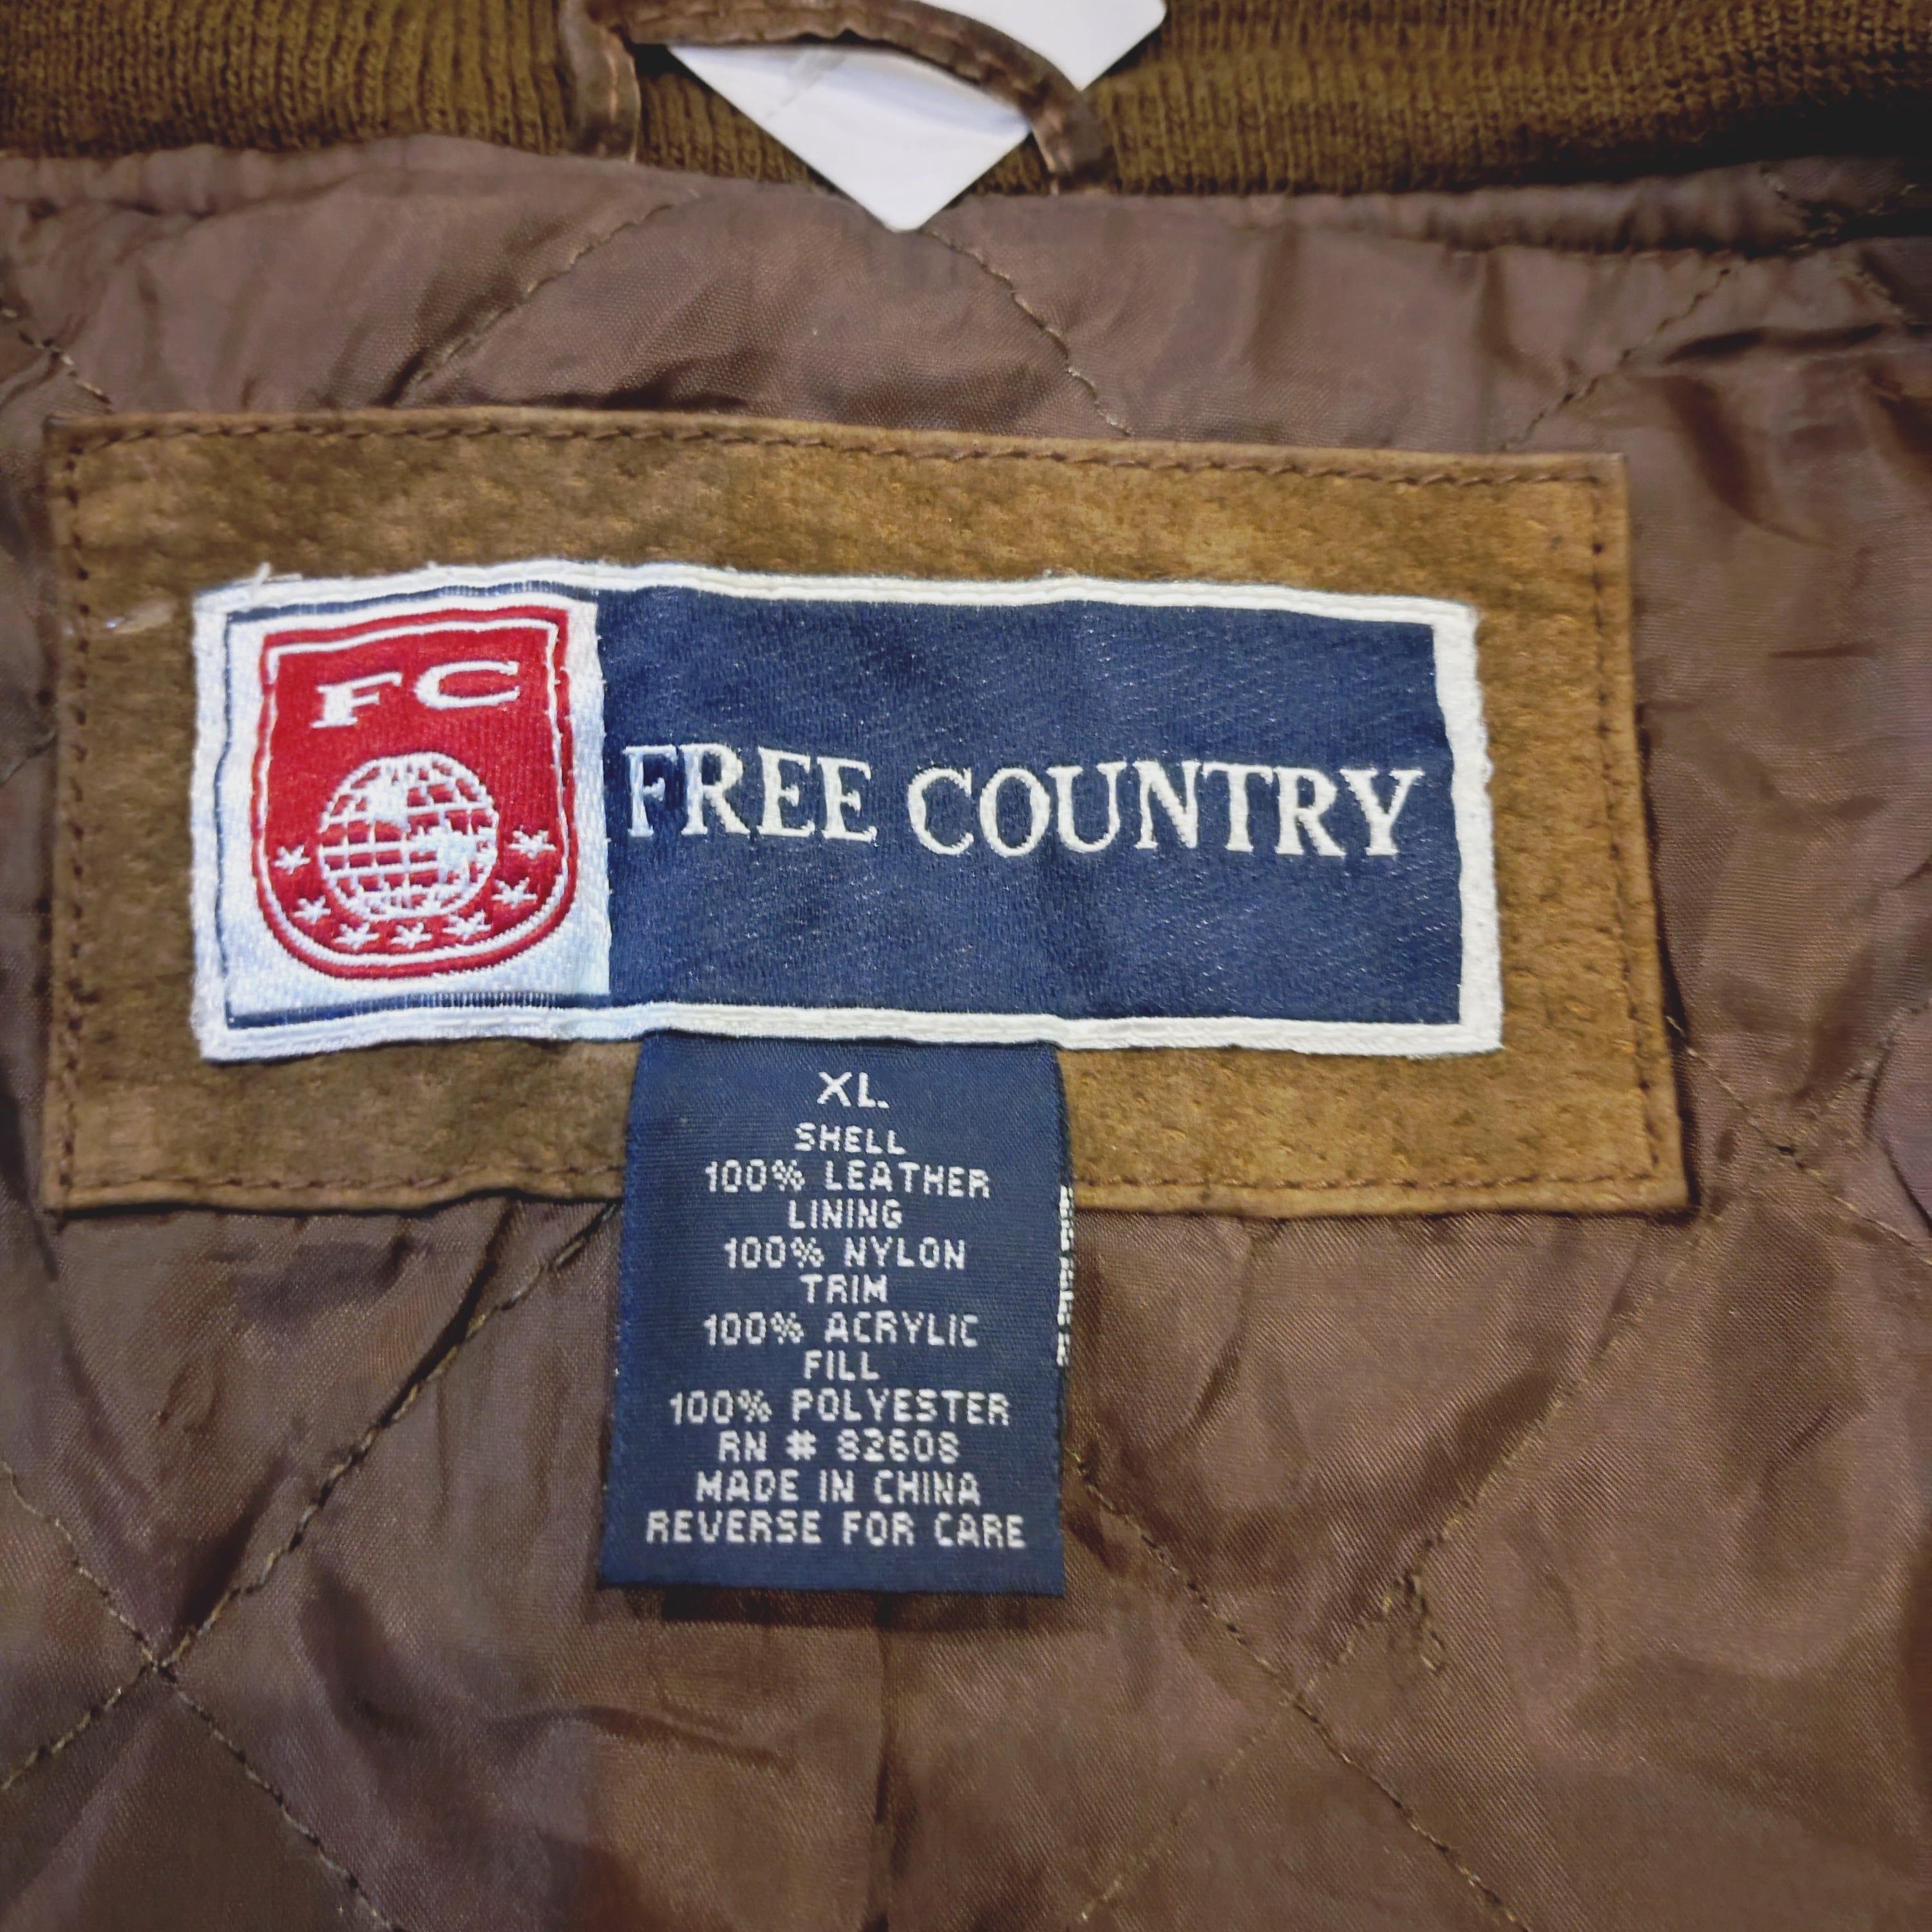 FC
FREE COUNTRY
XL
SHELL
100% LEATHER
LINING
100% NYLON
TRIM
100% ACRYLIC
FILL
100% POLYESTER
RN # 82608
MADE IN CHINA
REVERSE FOR CARE